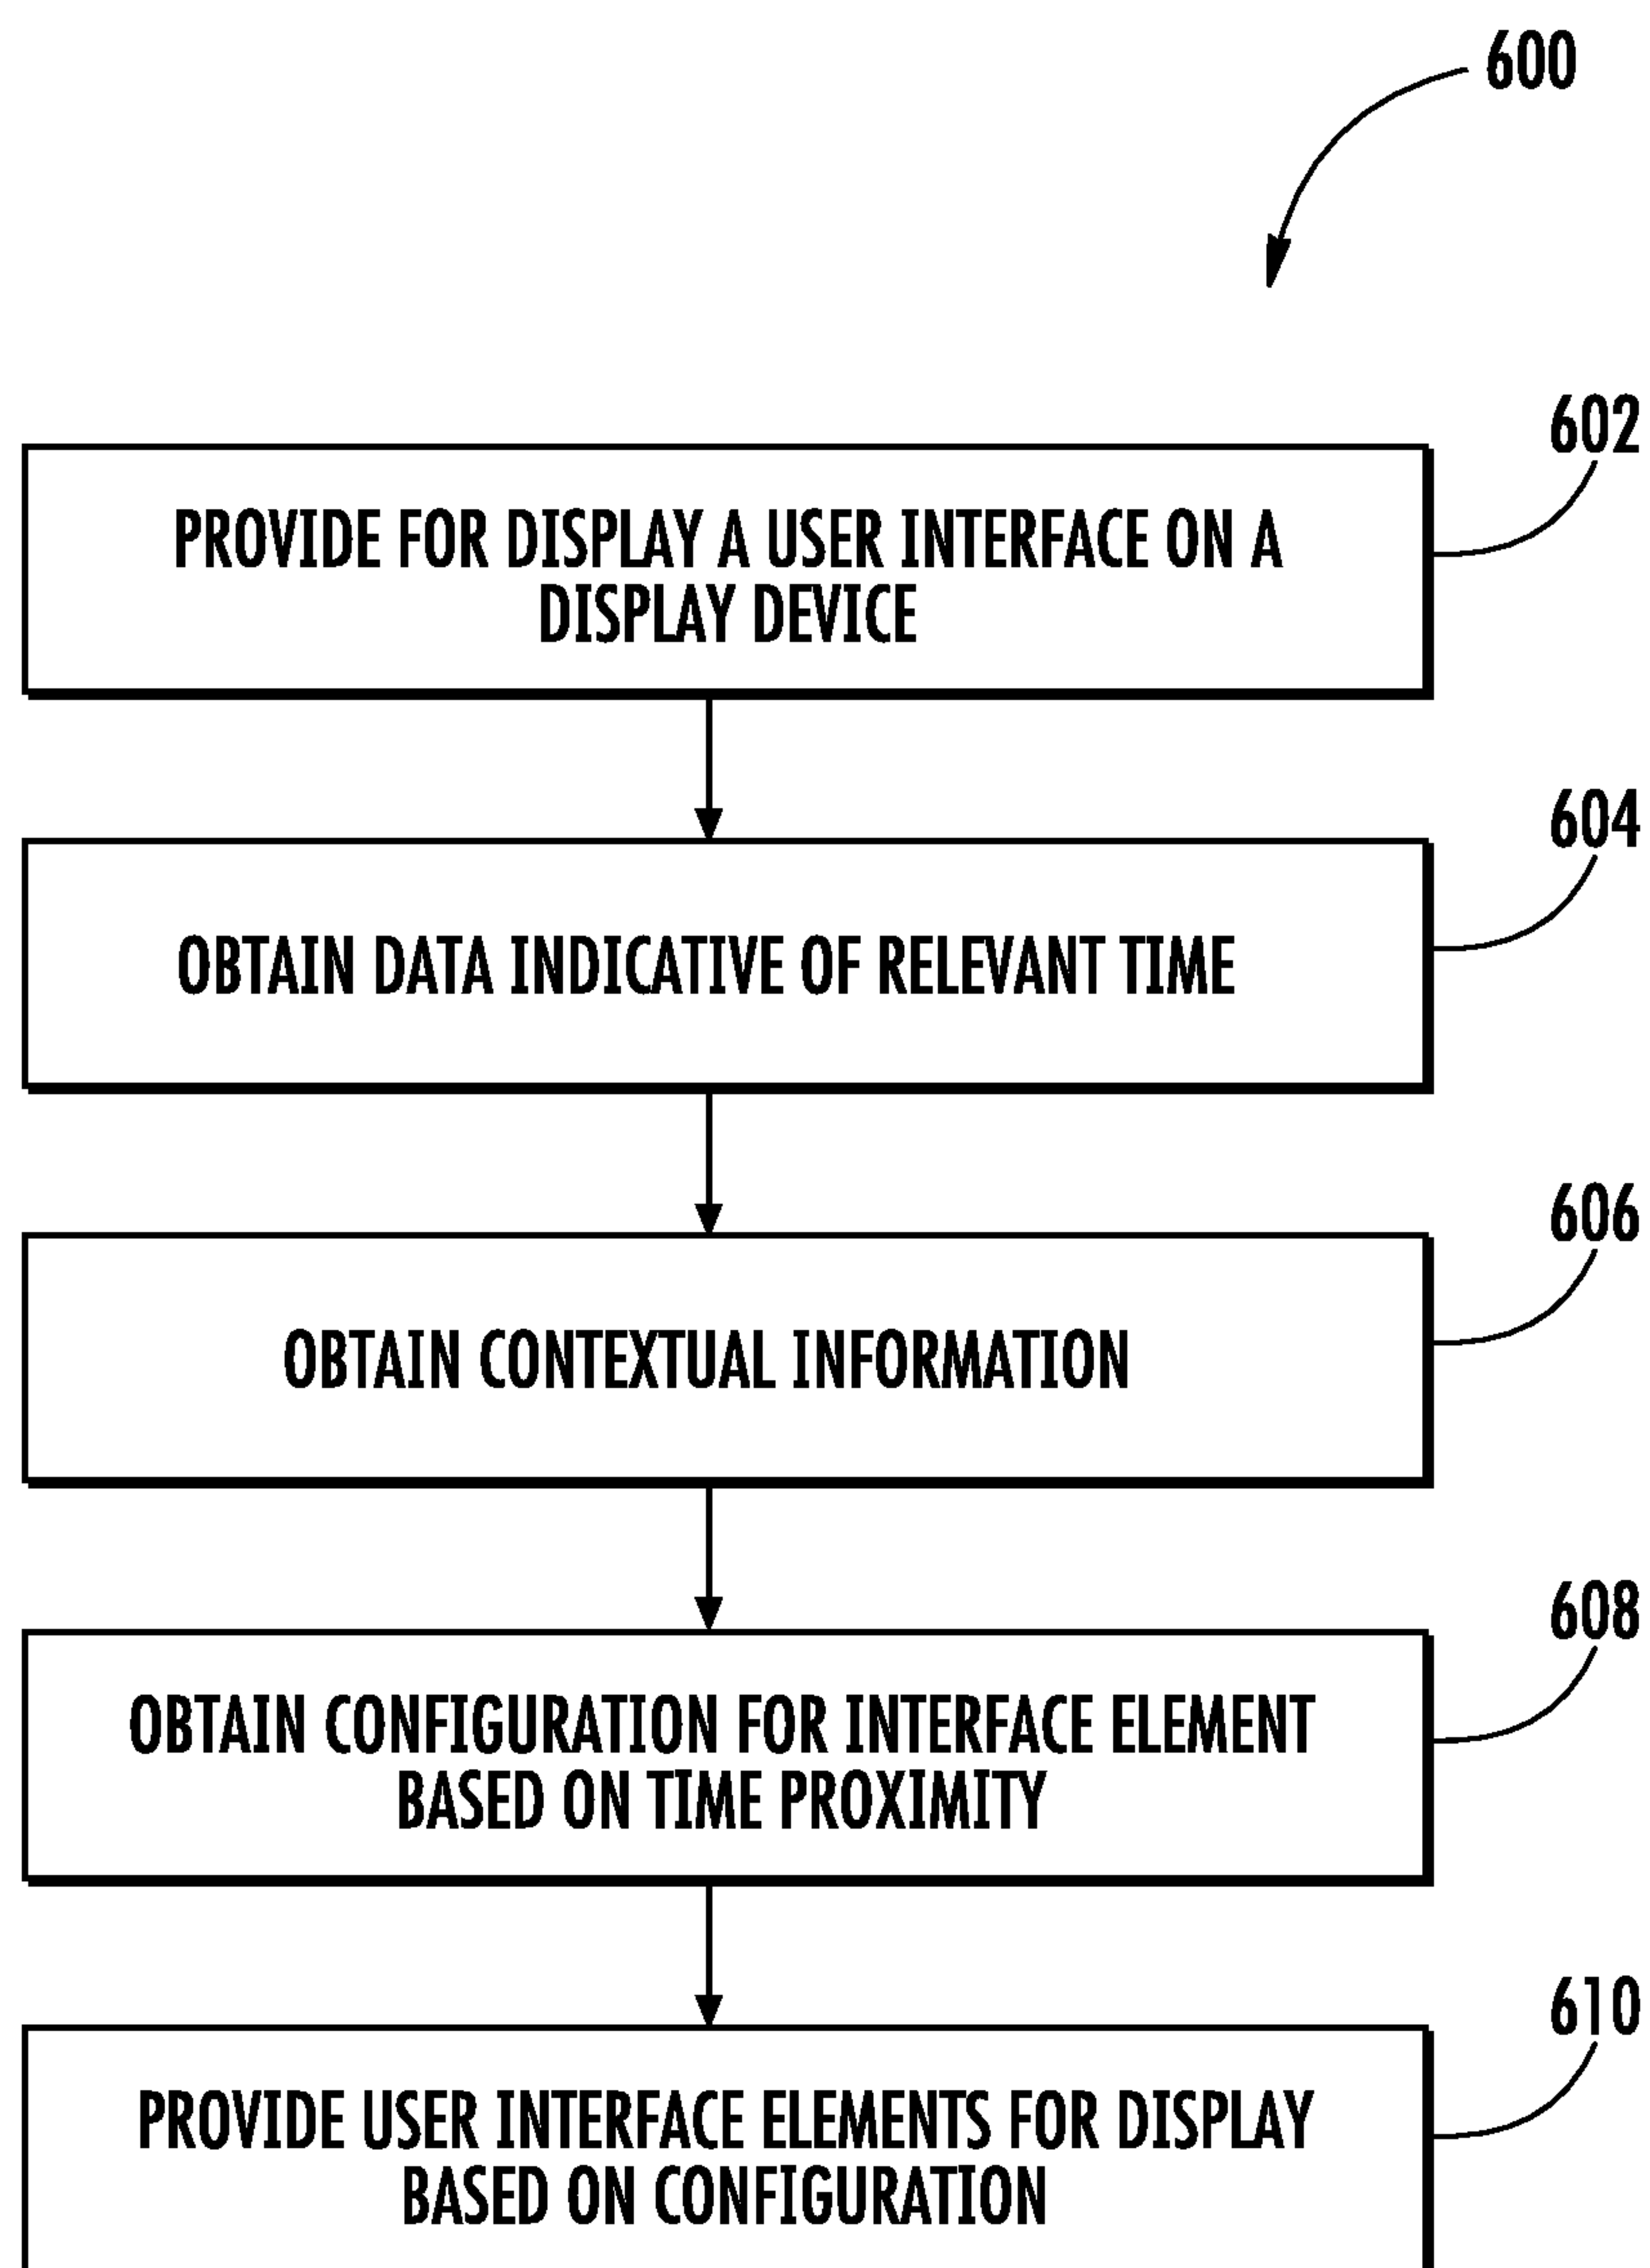 600
602
PROVIDE FOR DISPLAY A USER INTERFACE ON A
DISPLAY DEVICE
604
OBTAIN DATA INDICATIVE OF RELEVANT TIME
606
OBTAIN CONTEXTUAL INFORMATION
608
OBTAIN CONFIGURATION FOR INTERFACE ELEMENT
BASED ON TIME PROXIMITY
610
PROVIDE USER INTERFACE ELEMENTS FOR DISPLAY
BASED ON CONFIGURATION